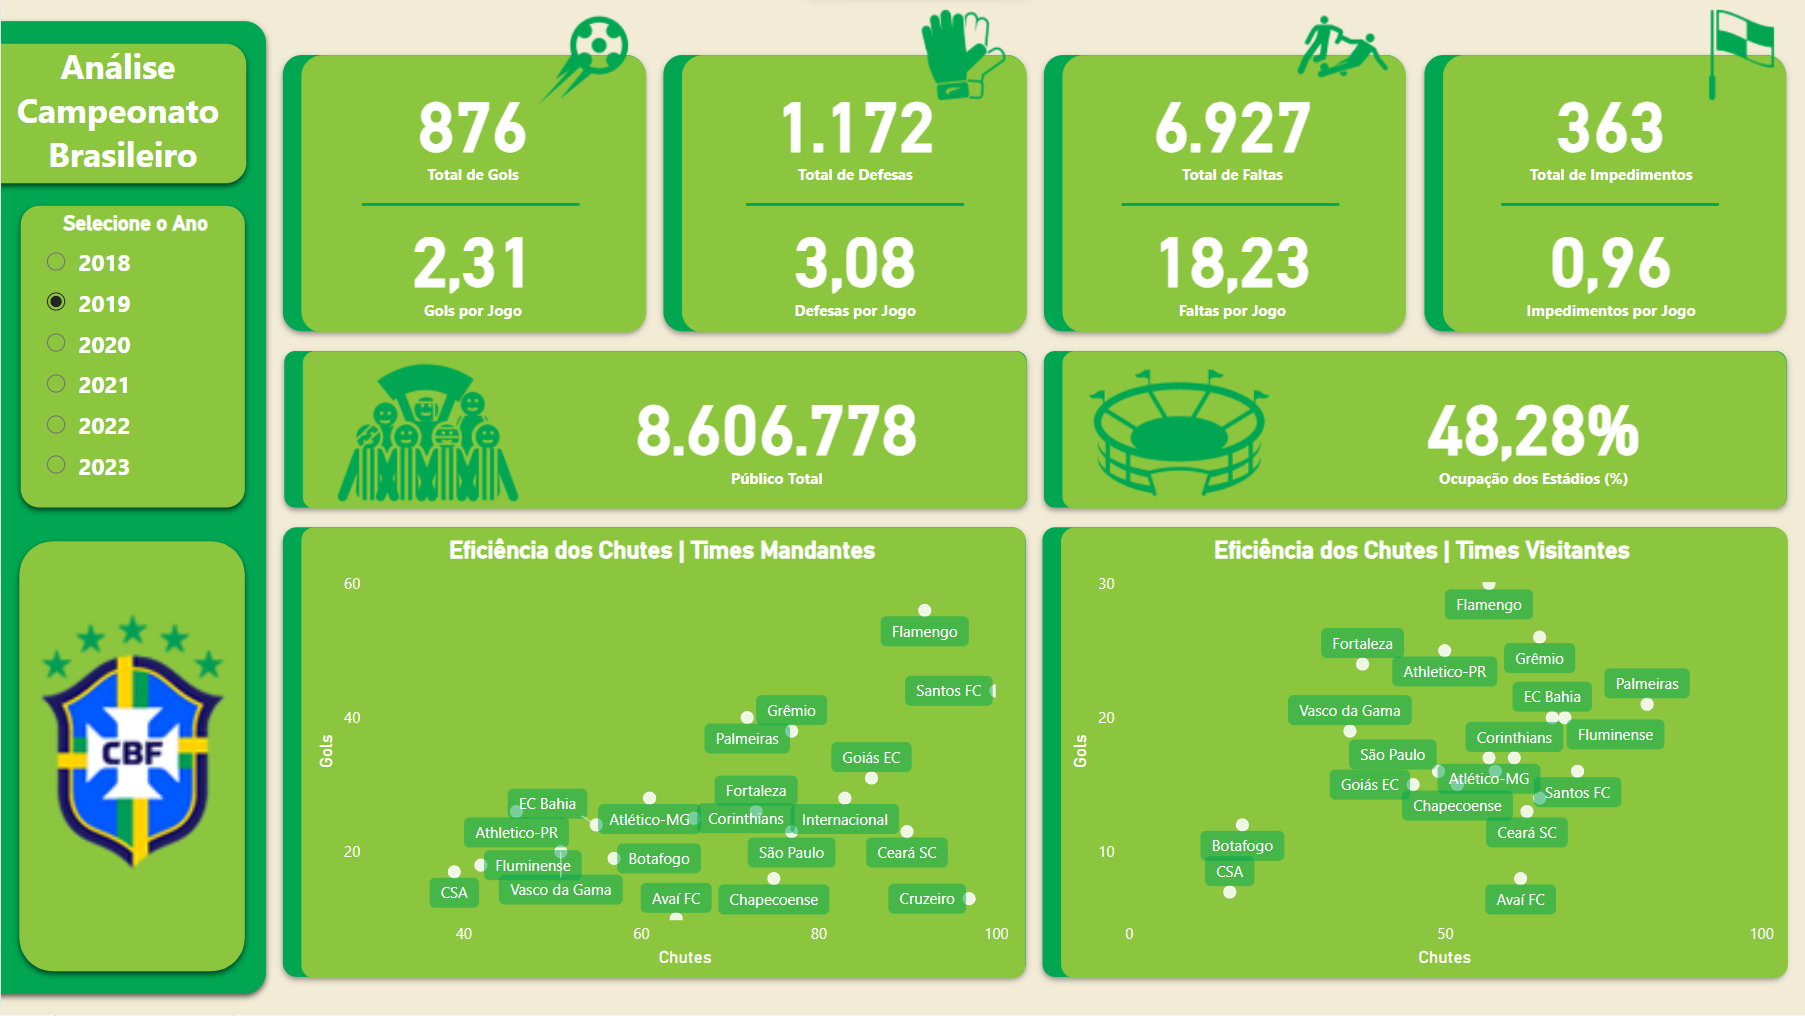 Análise
Campeonato
Brasileiro
Selecione o Ano
2018
2019
2020
2021
2022
2023
CBF
876
Total de Gols
2,31
Gols por Jogo
1.172
Total de Defesas
3,08
Defesas por Jogo
6.927
Total de Faltas
18,23
Faltas por Jogo
363
Total de Impedimentos
0,96
Impedimentos por Jogo
8.606.778
Público Total
48,28%
Ocupação dos Estádios (%)
Eficiência dos Chutes | Times Mandantes
60
40
20
Gols
Flamengo
Santos FC
Grêmio
Palmeiras
Goiás EC
Fortaleza
EC Bahia
Atlético-MG
Corinthians
Internacional
Athletico-PR
São Paulo
Ceará SC
Fluminense
Botafogo
Vasco da Gama
CSA
Avaí FC
Chapecoense
Cruzeiro
40
60
80
100
Chutes
Eficiência dos Chutes | Times Visitantes
30
20
10
Gols
Flamengo
Fortaleza
Grêmio
Athletico-PR
Palmeiras
EC Bahia
Vasco da Gama
Fluminense
Corinthians
São Paulo
Atlético-MG
Goiás EC
Santos FC
Chapecoense
Ceará SC
Botafogo
CSA
Avaí FC
0
50
100
Chutes